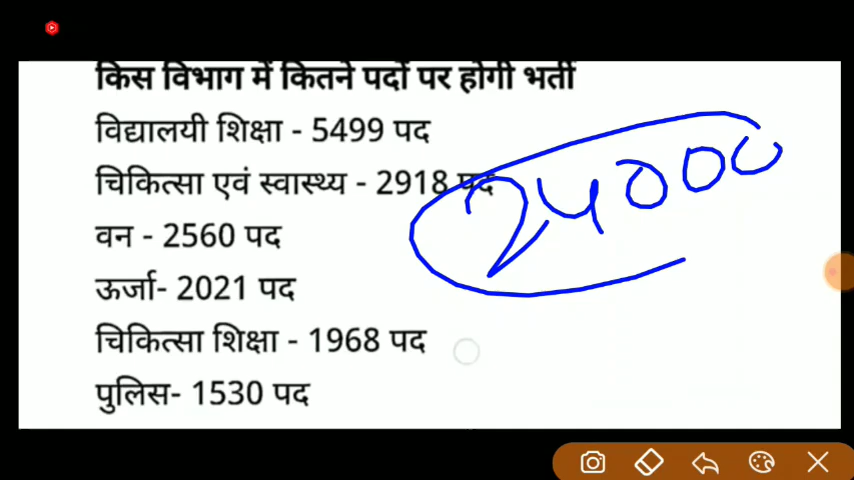 किस विभाग में कितने पदों पर होगी भर्ती
विद्यालयी शिक्षा - 5499 पद
चिकित्सा एवं स्वास्थ्य - 2918 पद
24000
वन - 2560 पद
ऊर्जा- 2021 पद
चिकित्सा शिक्षा - 1968 पद
पुलिस- 1530 पद